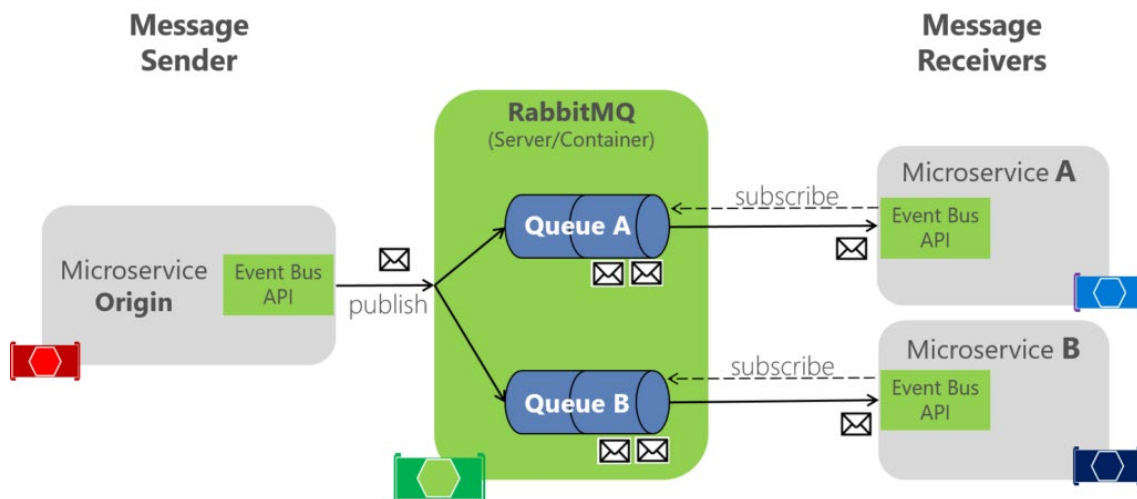 Message
Sender
Message
Receivers
RabbitMQ
(Server/Container)
Microservice
Origin
Event Bus
API
publish
Queue A
Queue B
subscribe
Microservice A
Event Bus
API
subscribe
Microservice B
Event Bus
API